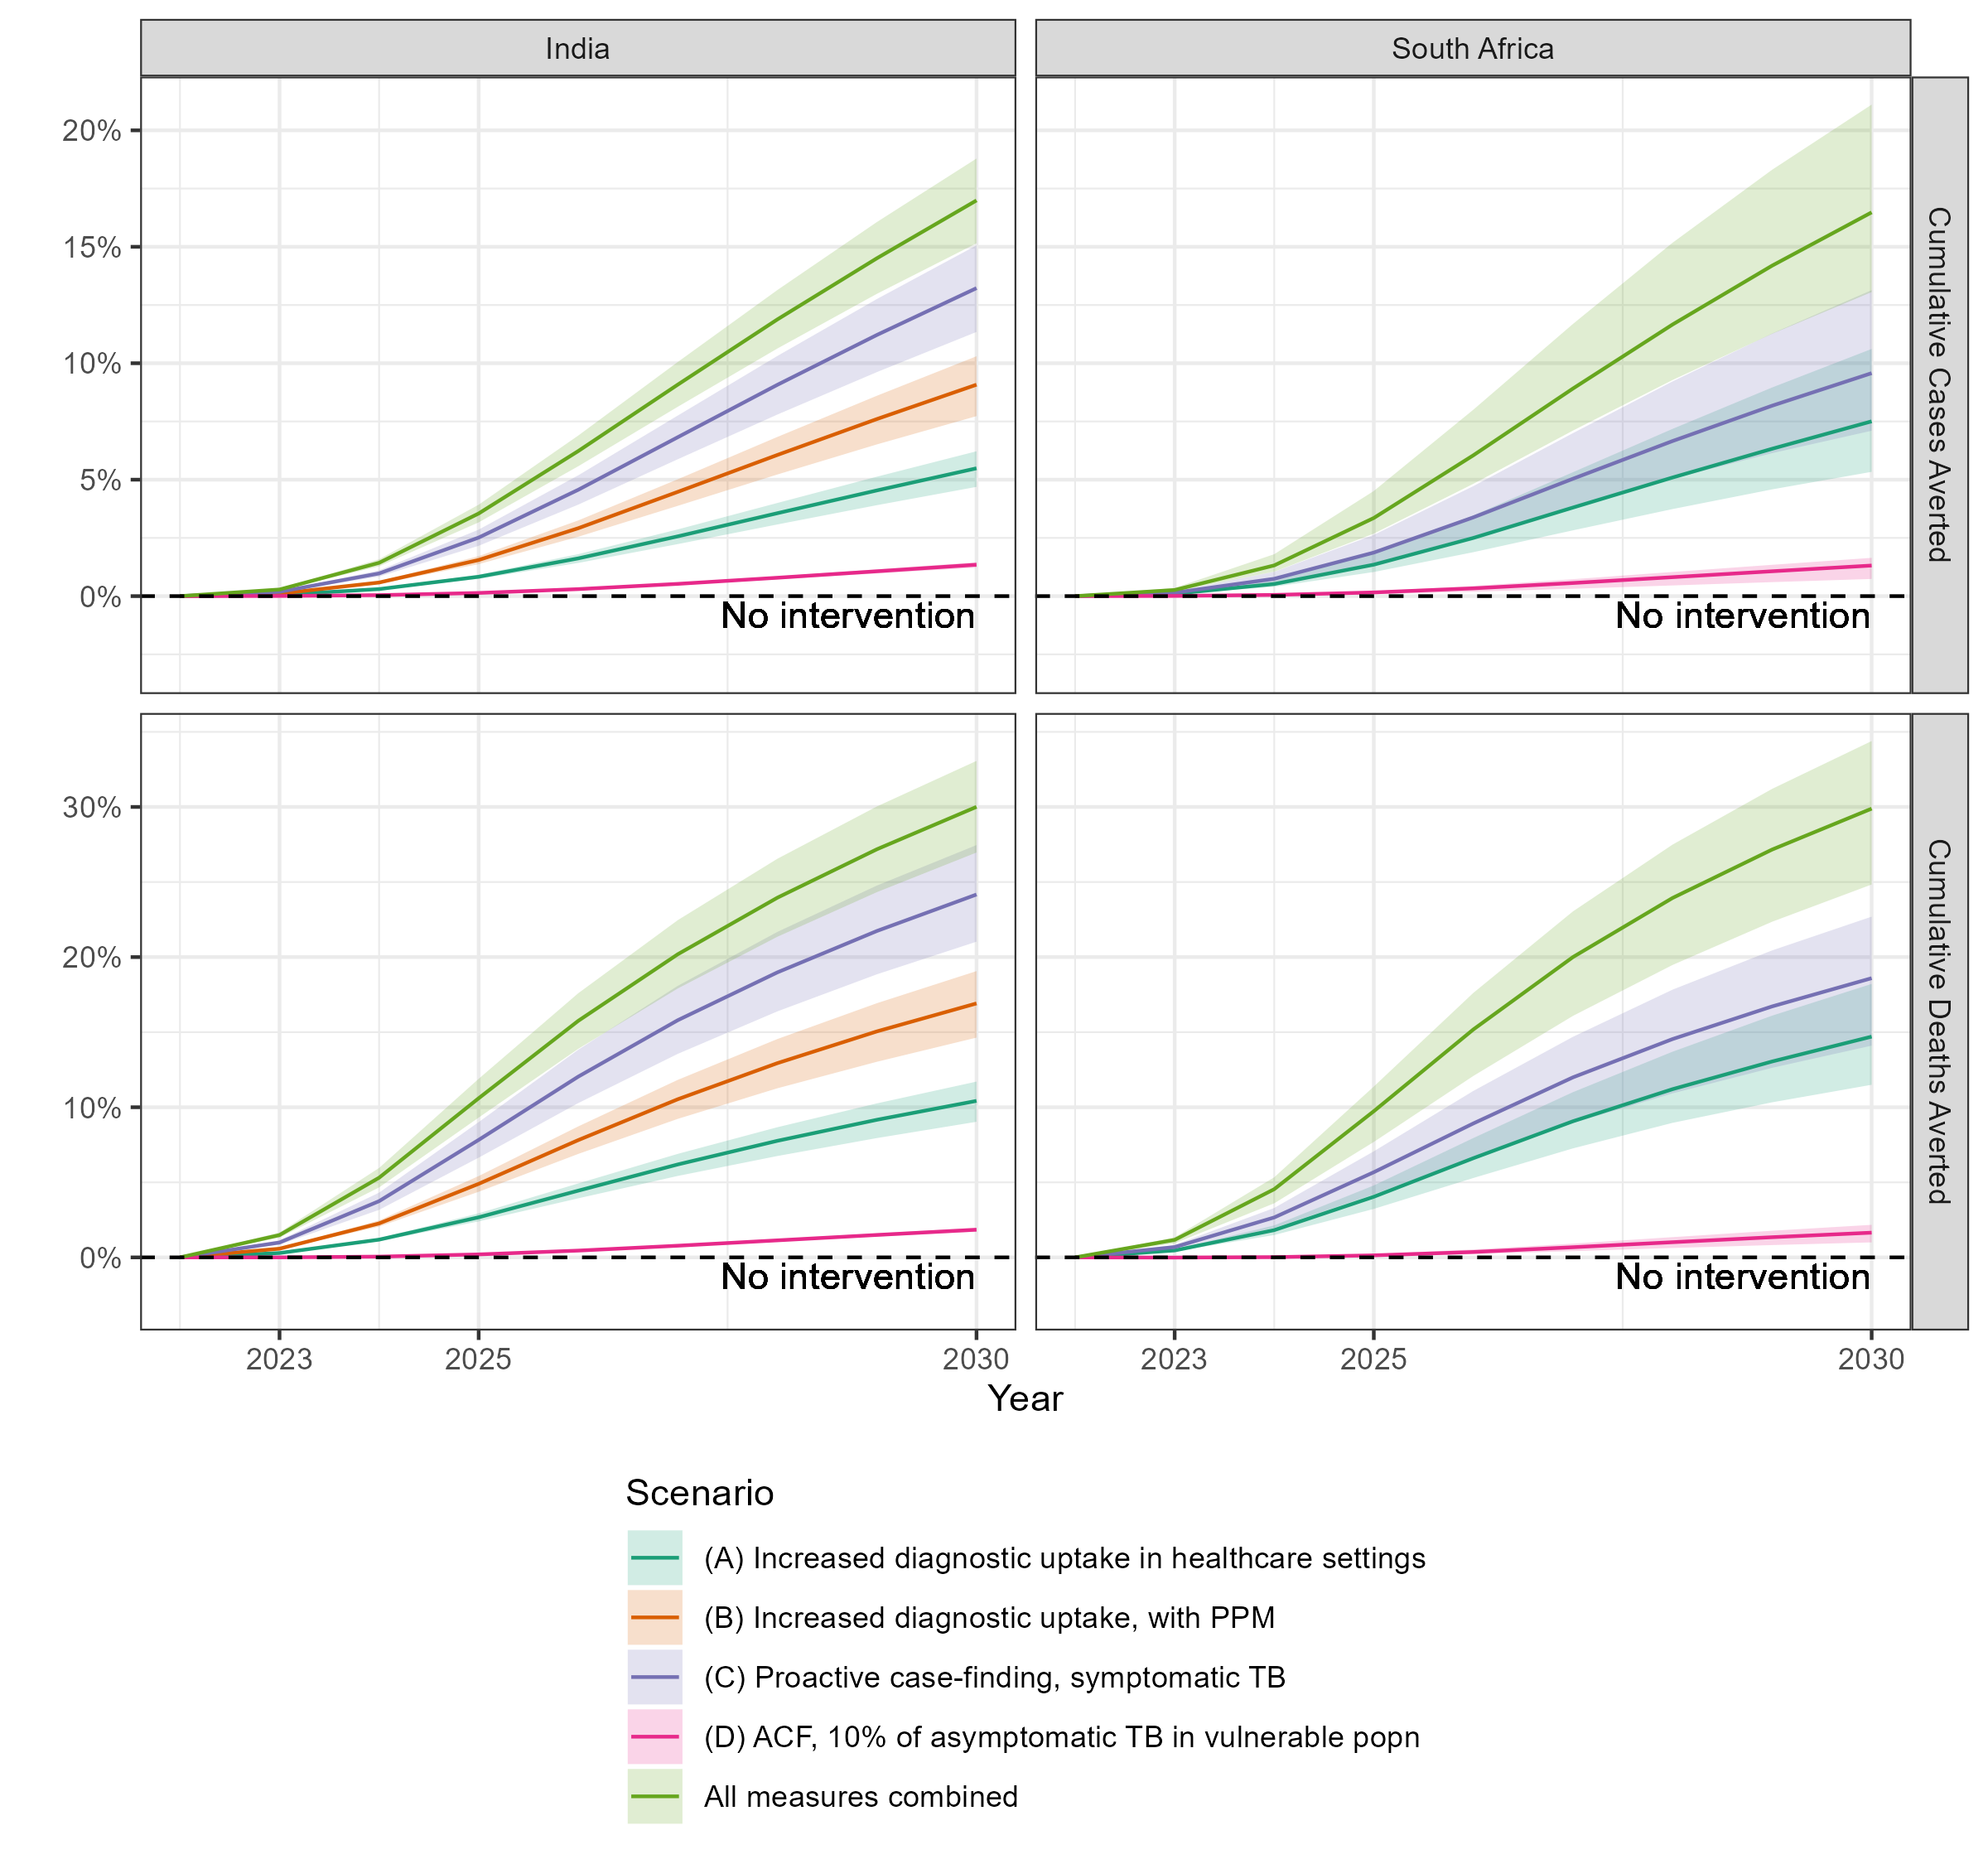 India
South Africa
20%
15%
10%
5%
0%
No intervention
No intervention
Cumulative Cases Averted
30%
20%
10%
0%
No intervention
No intervention
Cumulative Deaths Averted
2023
2025
2030
2023
2025
2030
Year
Scenario
(A) Increased diagnostic uptake in healthcare settings
(B) Increased diagnostic uptake, with PPM
(C) Proactive case-finding, symptomatic TB
(D) ACF, 10% of asymptomatic TB in vulnerable popn
All measures combined